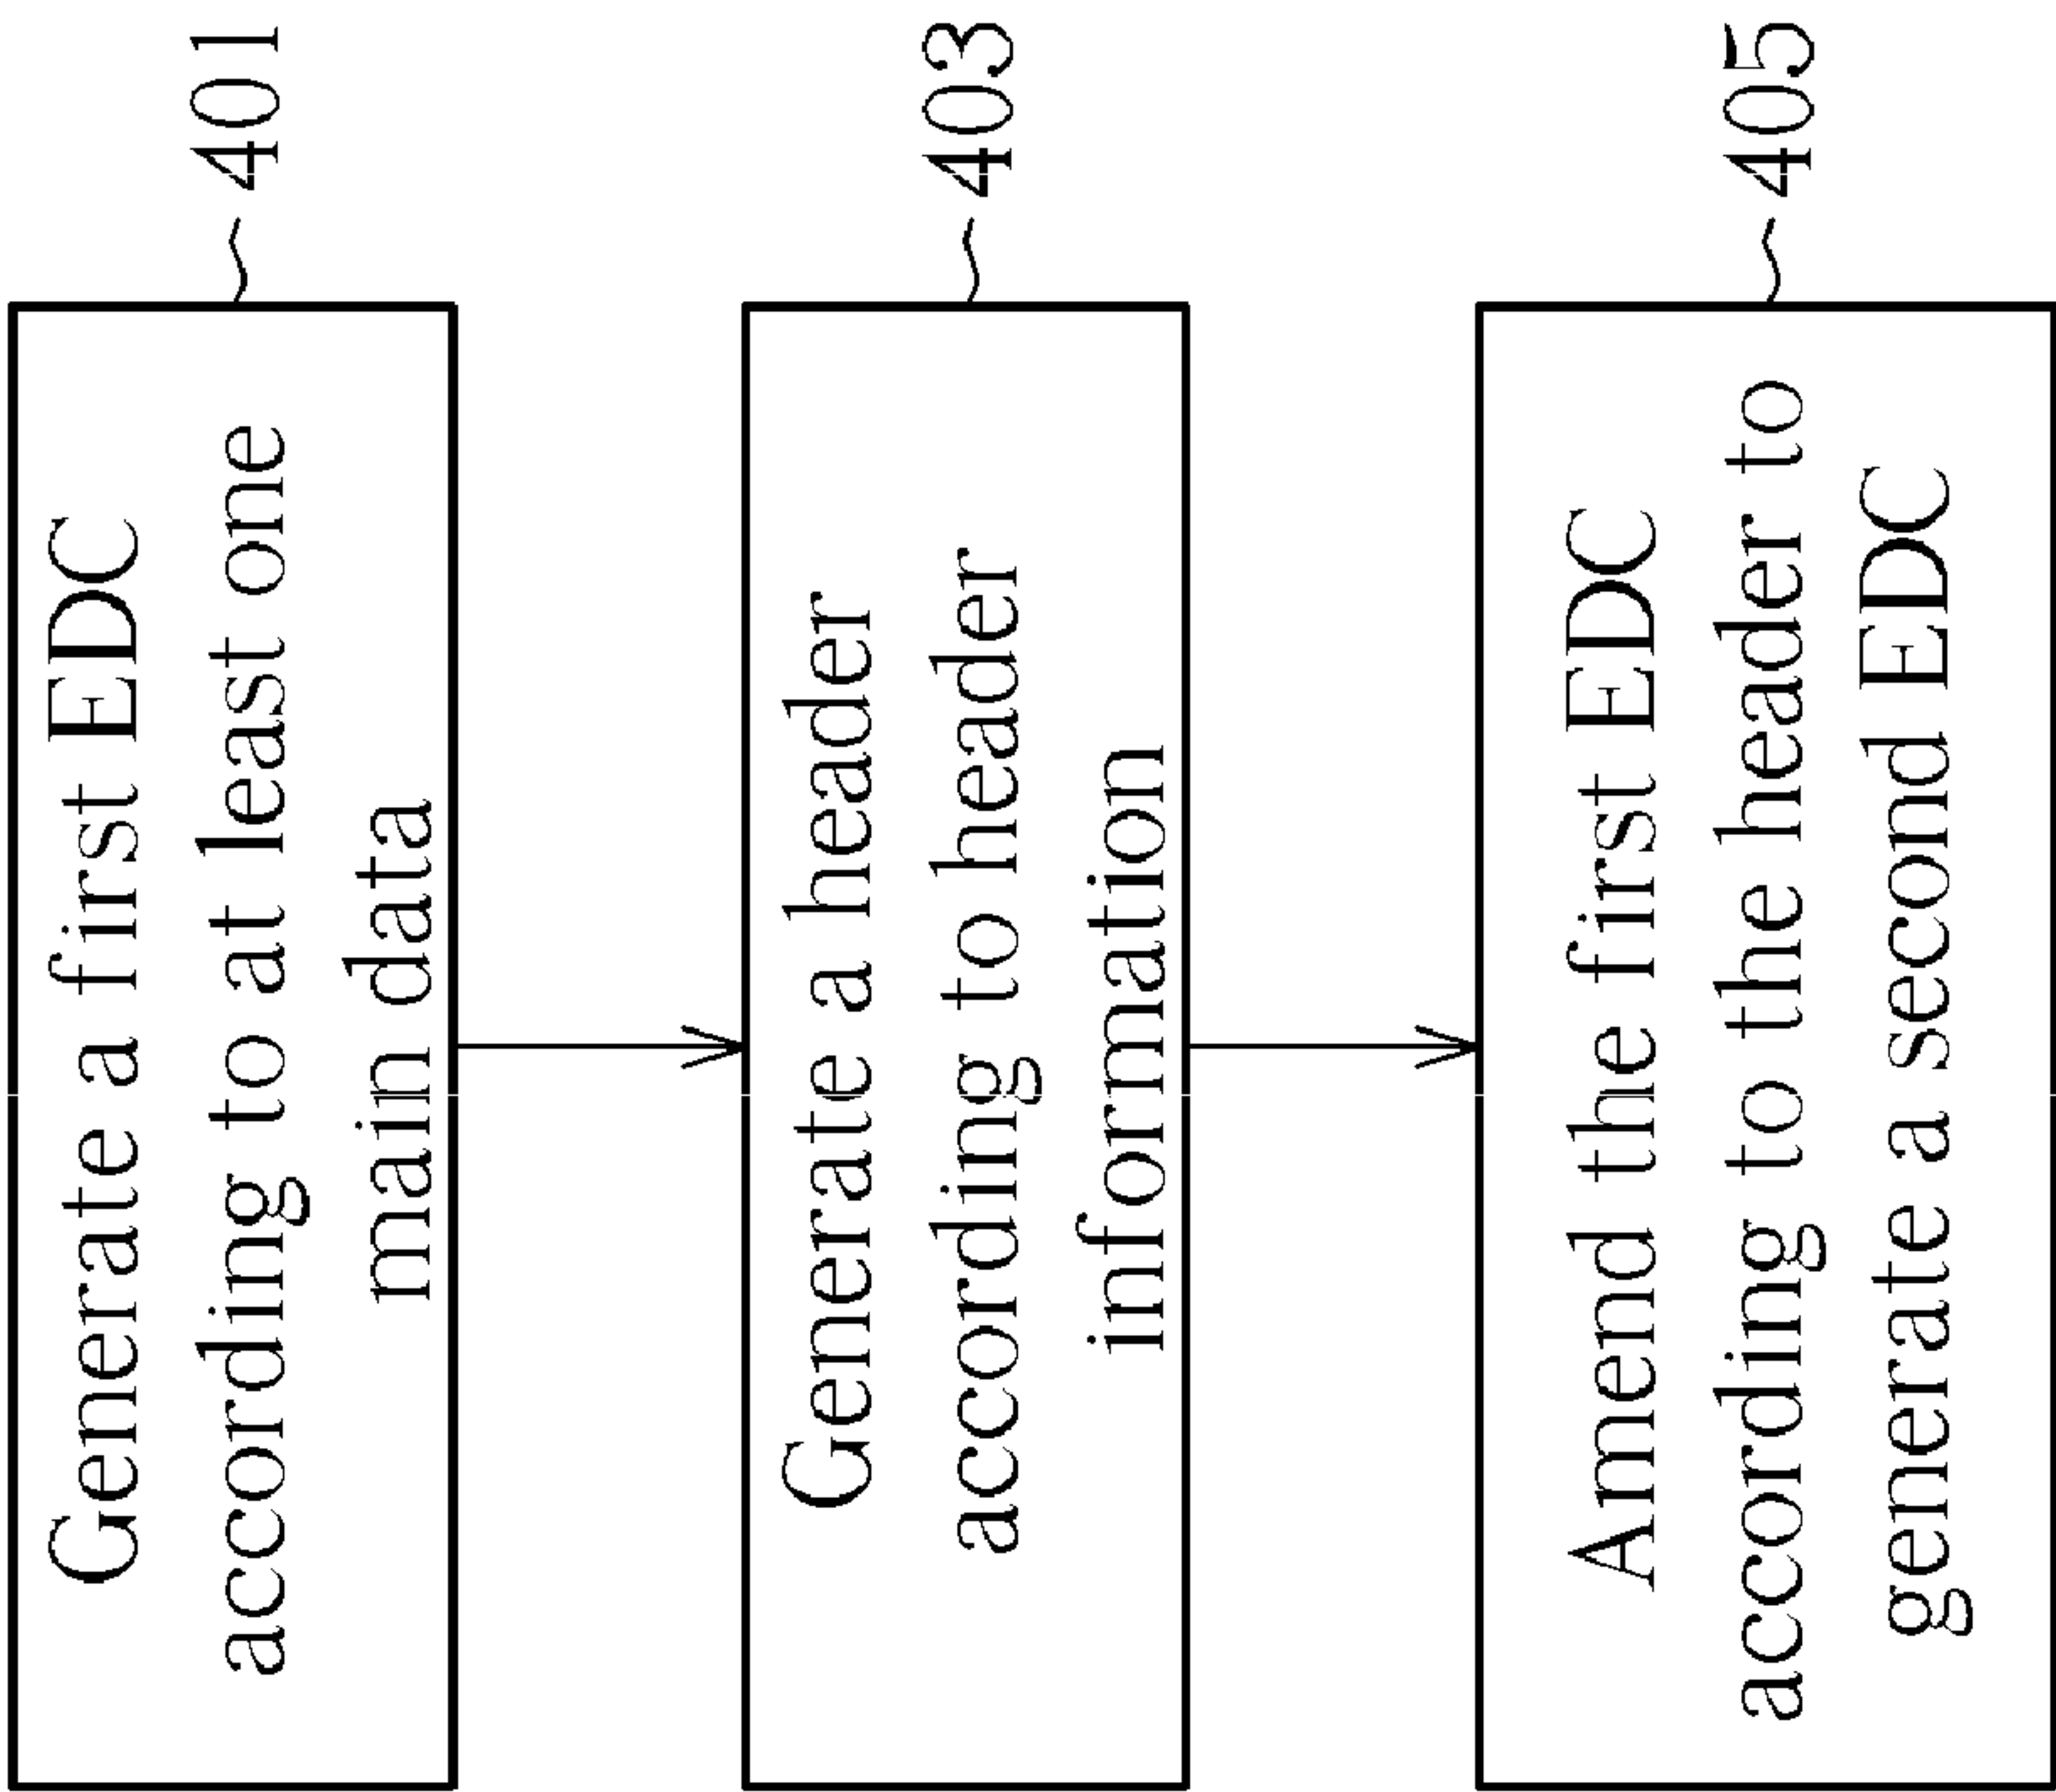 Generate a first EDC
according to at least one
main data
401
Generate a header
according to header
information
403
Amend the first EDC
according to the header to
generate a second EDC
405